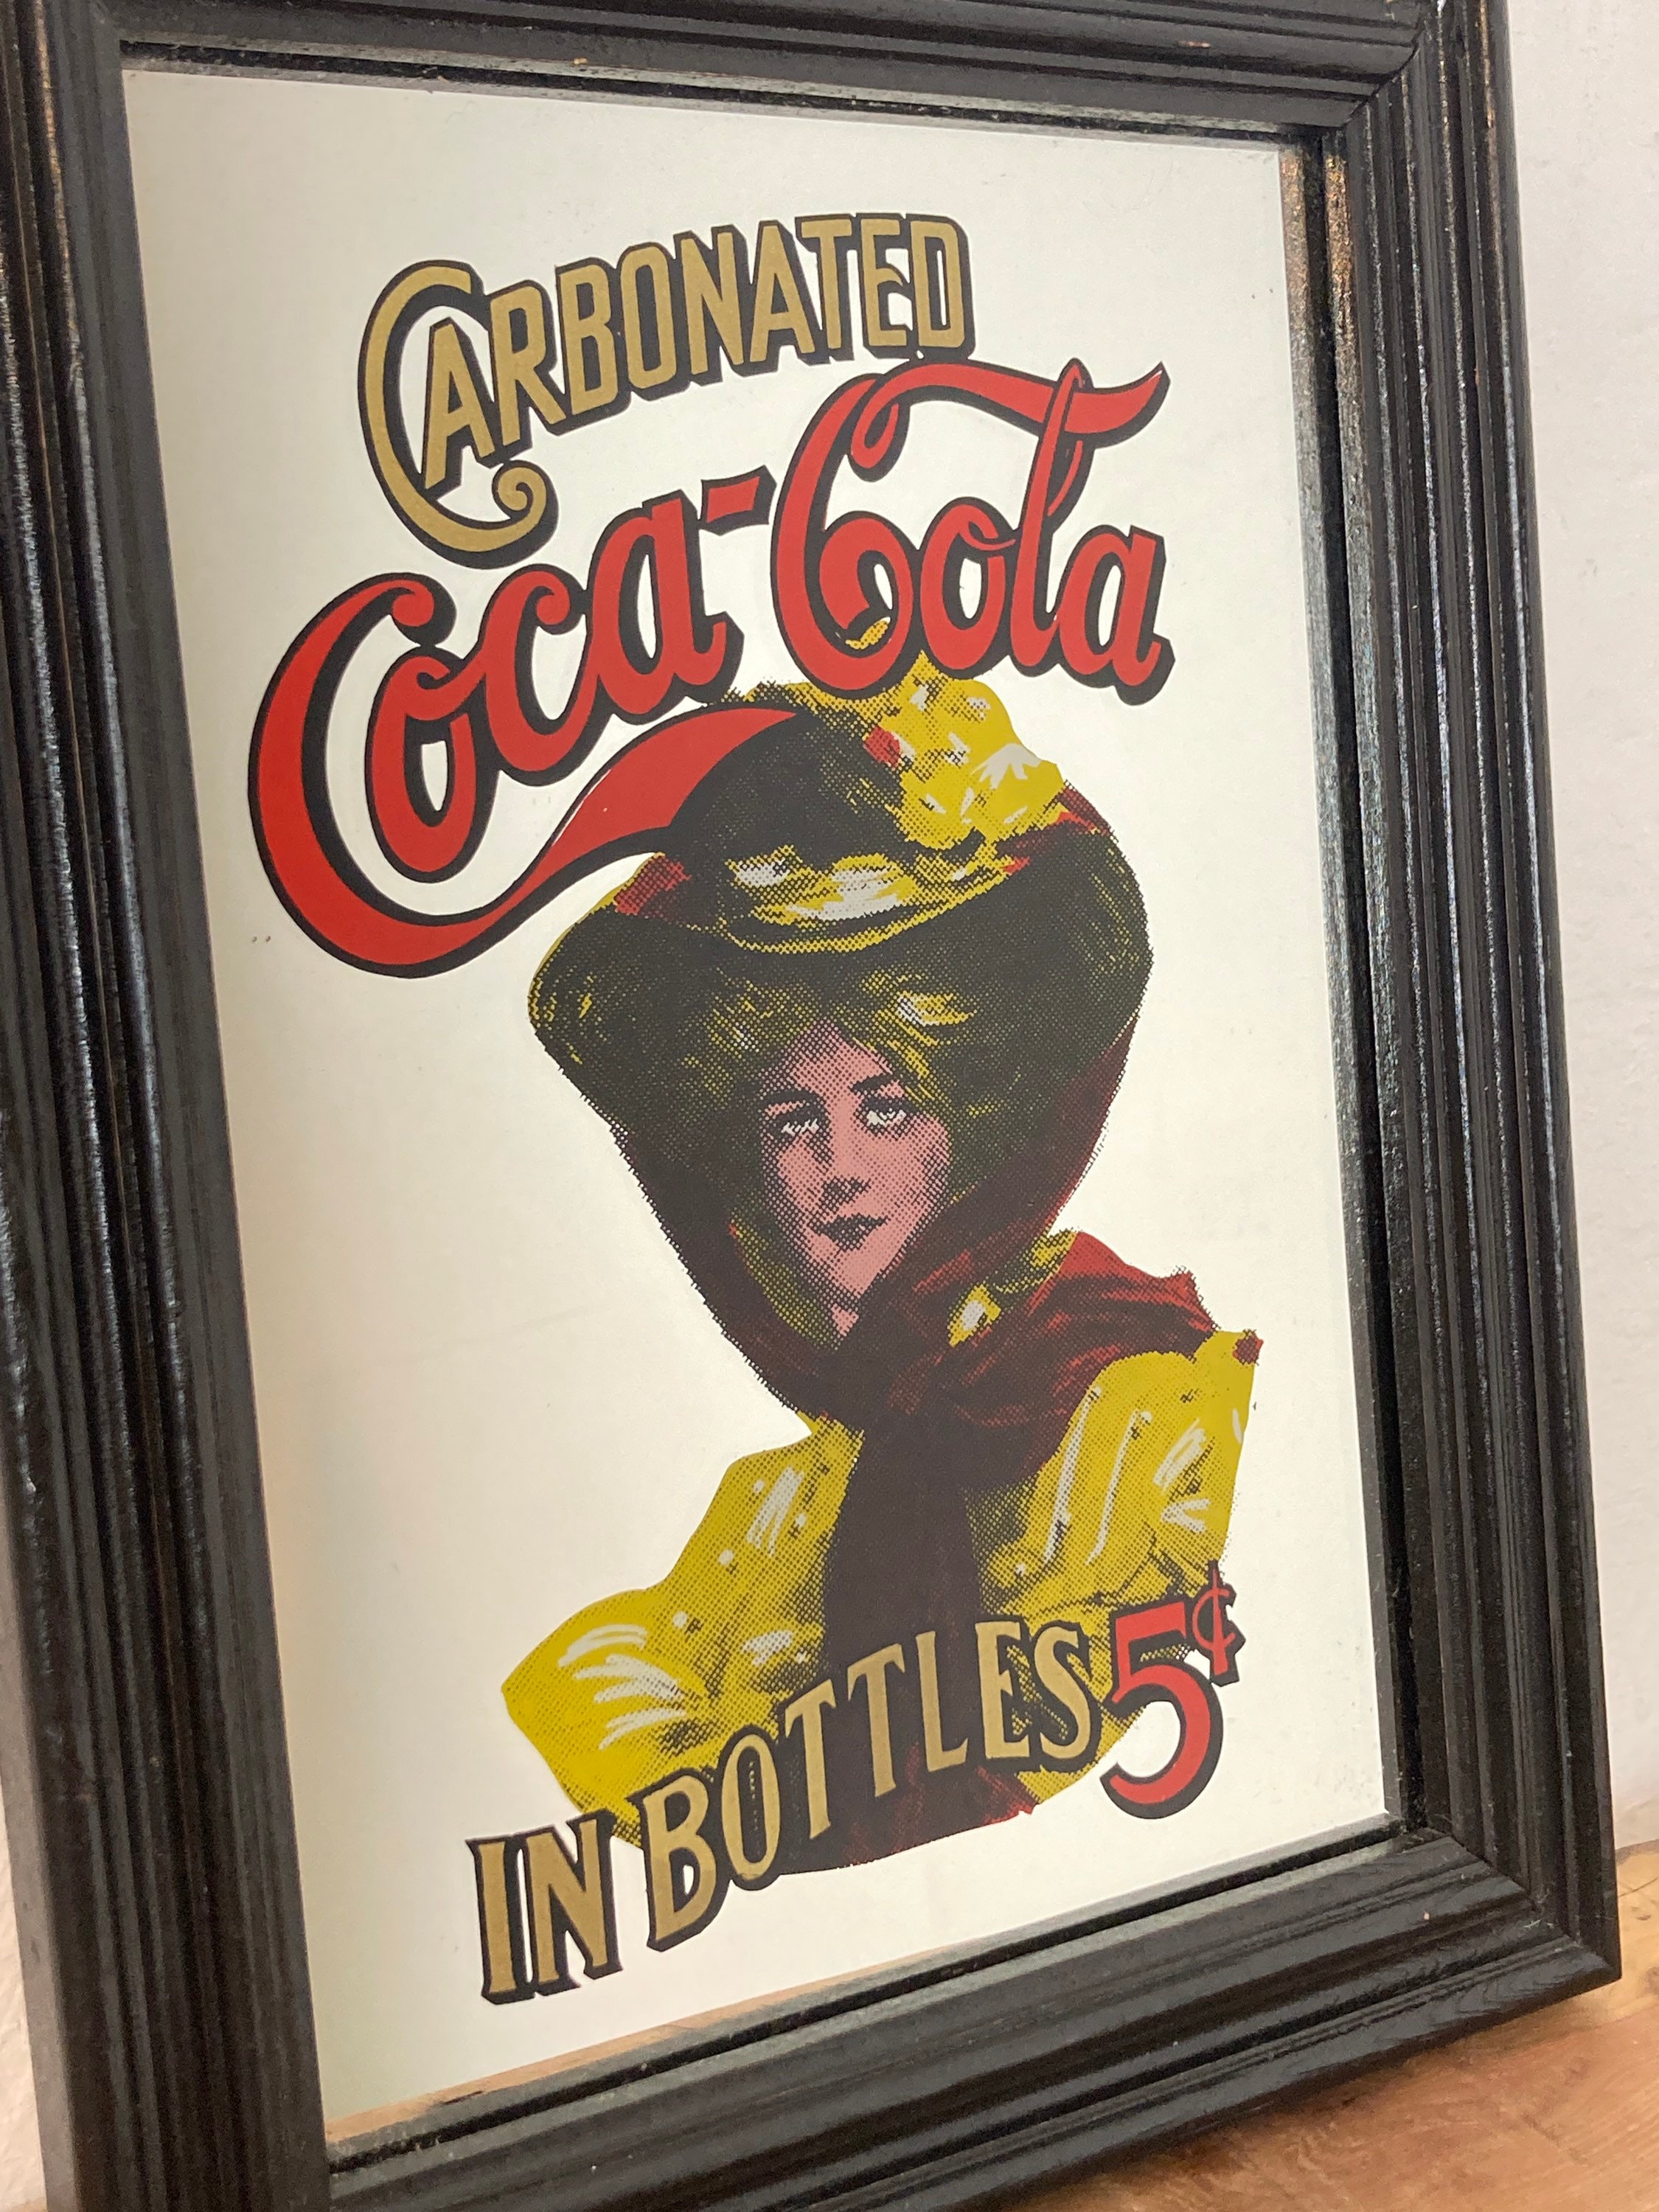 CARBONATED
Coca-Cola
IN BOTTLES 5¢